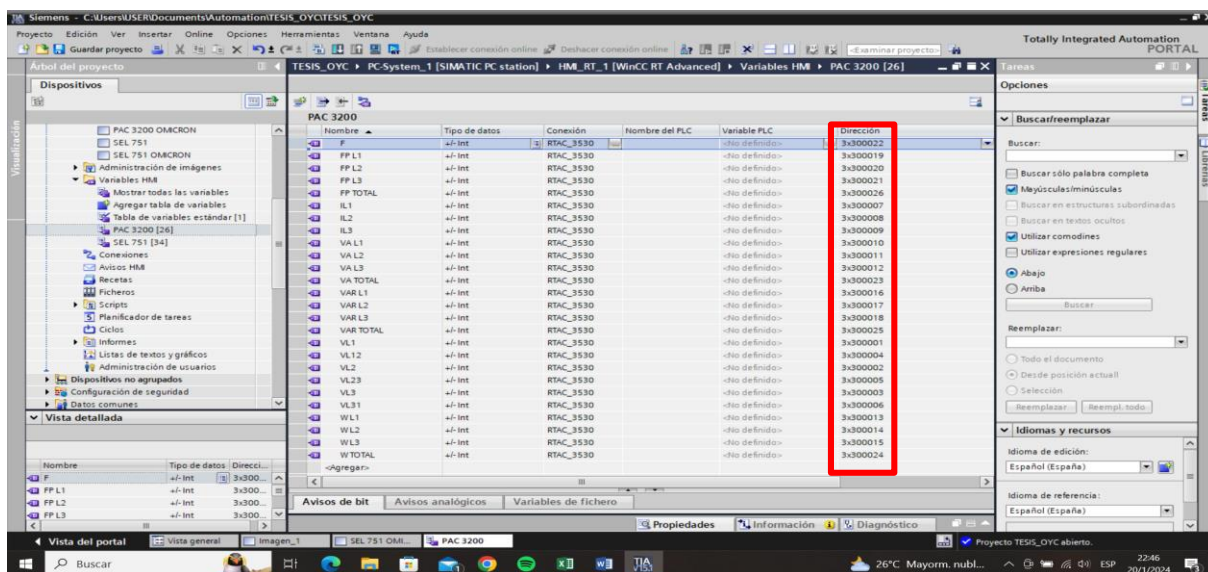 Siemens - C:\Users\USER\Documents\Automation\TESIS_OYC\TESIS_OYC
Proyecto Edición Ver Insertar Online Opciones Herramientas Ventana Ayuda
Guardar proyecto Establecer conexión online Deshacer conexión online <Examinar proyecto>
Totally Integrated Automation
PORTAL
Árbol del proyecto
TESIS_OYC PC-System_1 [SIMATIC PC station] HMI_RT_1 [WinCC RT Advanced] Variables HMI PAC 3200 [26]
Tareas
Dispositivos
Opciones
Visualización
PAC 3200 OMICRON
SEL 751
SEL 751 OMICRON
Administración de imágenes
Variables HMI
Mostrar todas las variables
Agregar tabla de variables
Tabla de variables estándar [1]
PAC 3200 [26]
SEL 751 [34]
Conexiones
Avisos HMI
Recetas
Ficheros
Scripts
Planificador de tareas
Ciclos
Informes
Listas de textos y gráficos
Administración de usuarios
Dispositivos no agrupados
Configuración de seguridad
Datos comunes
Vista detallada
Nombre Tipo de datos Direcci...
F +/- Int 3x300...
FP L1 +/- Int 3x300...
FP L2 +/- Int 3x300...
FP L3 +/- Int 3x300...
PAC 3200
Nombre Tipo de datos Conexión Nombre del PLC Variable PLC Dirección
F +/- Int RTAC_3530 <No definido> 3x300022
FP L1 +/- Int RTAC_3530 <No definido> 3x300019
FP L2 +/- Int RTAC_3530 <No definido> 3x300020
FP L3 +/- Int RTAC_3530 <No definido> 3x300021
FP TOTAL +/- Int RTAC_3530 <No definido> 3x300026
IL1 +/- Int RTAC_3530 <No definido> 3x300007
IL2 +/- Int RTAC_3530 <No definido> 3x300008
IL3 +/- Int RTAC_3530 <No definido> 3x300009
VA L1 +/- Int RTAC_3530 <No definido> 3x300010
VA L2 +/- Int RTAC_3530 <No definido> 3x300011
VA L3 +/- Int RTAC_3530 <No definido> 3x300012
VA TOTAL +/- Int RTAC_3530 <No definido> 3x300023
VAR L1 +/- Int RTAC_3530 <No definido> 3x300016
VAR L2 +/- Int RTAC_3530 <No definido> 3x300017
VAR L3 +/- Int RTAC_3530 <No definido> 3x300018
VAR TOTAL +/- Int RTAC_3530 <No definido> 3x300025
VL1 +/- Int RTAC_3530 <No definido> 3x300001
VL12 +/- Int RTAC_3530 <No definido> 3x300004
VL2 +/- Int RTAC_3530 <No definido> 3x300002
VL23 +/- Int RTAC_3530 <No definido> 3x300005
VL3 +/- Int RTAC_3530 <No definido> 3x300003
VL31 +/- Int RTAC_3530 <No definido> 3x300006
WL1 +/- Int RTAC_3530 <No definido> 3x300013
WL2 +/- Int RTAC_3530 <No definido> 3x300014
WL3 +/- Int RTAC_3530 <No definido> 3x300015
W TOTAL +/- Int RTAC_3530 <No definido> 3x300024
<Agregar>
Avisos de bit Avisos analógicos Variables de fichero
Propiedades Información Diagnóstico
Buscar/reemplazar
Buscar:
Buscar sólo palabra completa
Mayúsculas/minúsculas
Buscar en estructuras subordinadas
Buscar en textos ocultos
Utilizar comodines
Utilizar expresiones regulares
Abajo
Arriba
Buscar
Reemplazar:
Todo el documento
Desde posición actuall
Selección
Reemplazar Reempl. todo
Idiomas y recursos
Idioma de edición:
Español (España)
Idioma de referencia:
Español (España)
Tareas
Librerías
Vista del portal Vista general Imagen_1 SEL 751 OMI... PAC 3200 Proyecto TESIS_OYC abierto.
Buscar 26°C Mayorm. nubl... ESP 22:46
20/1/2024